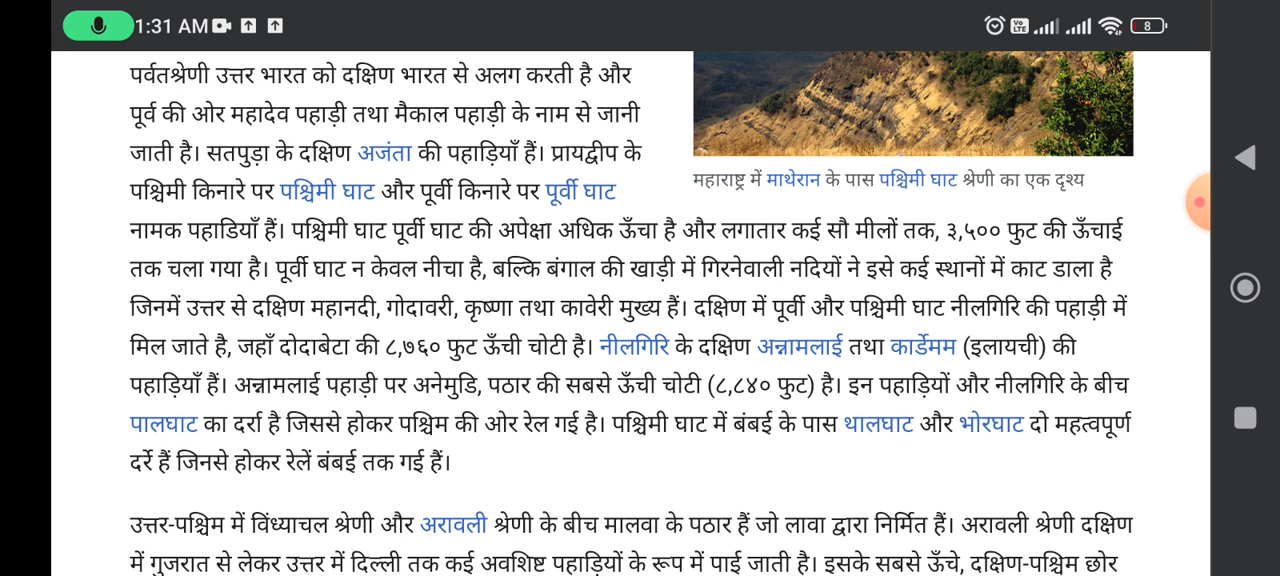 1:31 AM
Vo LTE
8
पर्वतश्रेणी उत्तर भारत को दक्षिण भारत से अलग करती है और
पूर्व की ओर महादेव पहाड़ी तथा मैकाल पहाड़ी के नाम से जानी
जाती है। सतपुड़ा के दक्षिण अजंता की पहाड़ियाँ हैं। प्रायद्वीप के
पश्चिमी किनारे पर पश्चिमी घाट और पूर्वी किनारे पर पूर्वी घाट
महाराष्ट्र में माथेरान के पास पश्चिमी घाट श्रेणी का एक दृश्य
नामक पहाडियाँ हैं। पश्चिमी घाट पूर्वी घाट की अपेक्षा अधिक ऊँचा है और लगातार कई सौ मीलों तक, ३,५०० फुट की ऊँचाई
तक चला गया है। पूर्वी घाट न केवल नीचा है, बल्कि बंगाल की खाड़ी में गिरनेवाली नदियों ने इसे कई स्थानों में काट डाला है
जिनमें उत्तर से दक्षिण महानदी, गोदावरी, कृष्णा तथा कावेरी मुख्य हैं। दक्षिण में पूर्वी और पश्चिमी घाट नीलगिरि की पहाड़ी में
मिल जाते है, जहाँ दोदाबेटा की ८,७६० फुट ऊँची चोटी है। नीलगिरि के दक्षिण अन्नामलाई तथा कार्डेमम (इलायची) की
पहाड़ियाँ हैं। अन्नामलाई पहाड़ी पर अनेमुडि, पठार की सबसे ऊँची चोटी (८,८४० फुट) है। इन पहाड़ियों और नीलगिरि के बीच
पालघाट का दर्रा है जिससे होकर पश्चिम की ओर रेल गई है। पश्चिमी घाट में बंबई के पास थालघाट और भोरघाट दो महत्वपूर्ण
दर्रे हैं जिनसे होकर रेलें बंबई तक गई हैं।
उत्तर-पश्चिम में विंध्याचल श्रेणी और अरावली श्रेणी के बीच मालवा के पठार हैं जो लावा द्वारा निर्मित हैं। अरावली श्रेणी दक्षिण
में गुजरात से लेकर उत्तर में दिल्ली तक कई अवशिष्ट पहाड़ियों के रूप में पाई जाती है। इसके सबसे ऊँचे, दक्षिण-पश्चिम छोर